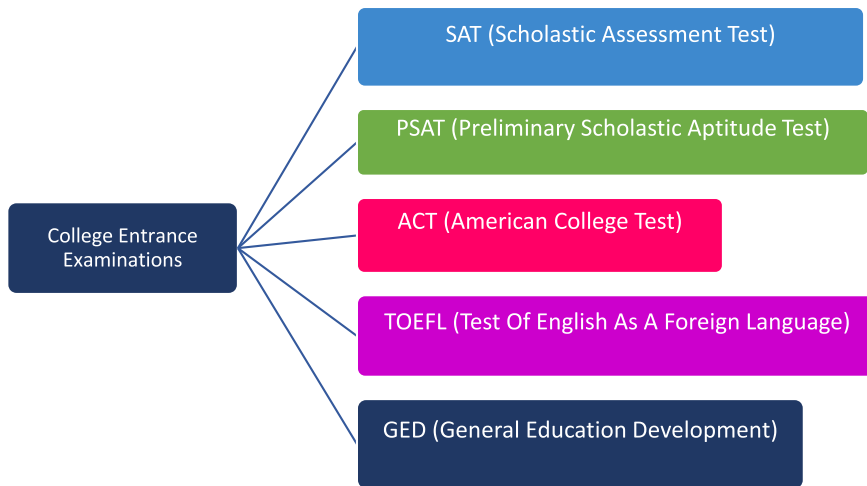 SAT (Scholastic Assessment Test)
PSAT (Preliminary Scholastic Aptitude Test)
ACT (American College Test)
College Entrance
Examinations
TOEFL (Test Of English As A Foreign Language)
GED (General Education Development)